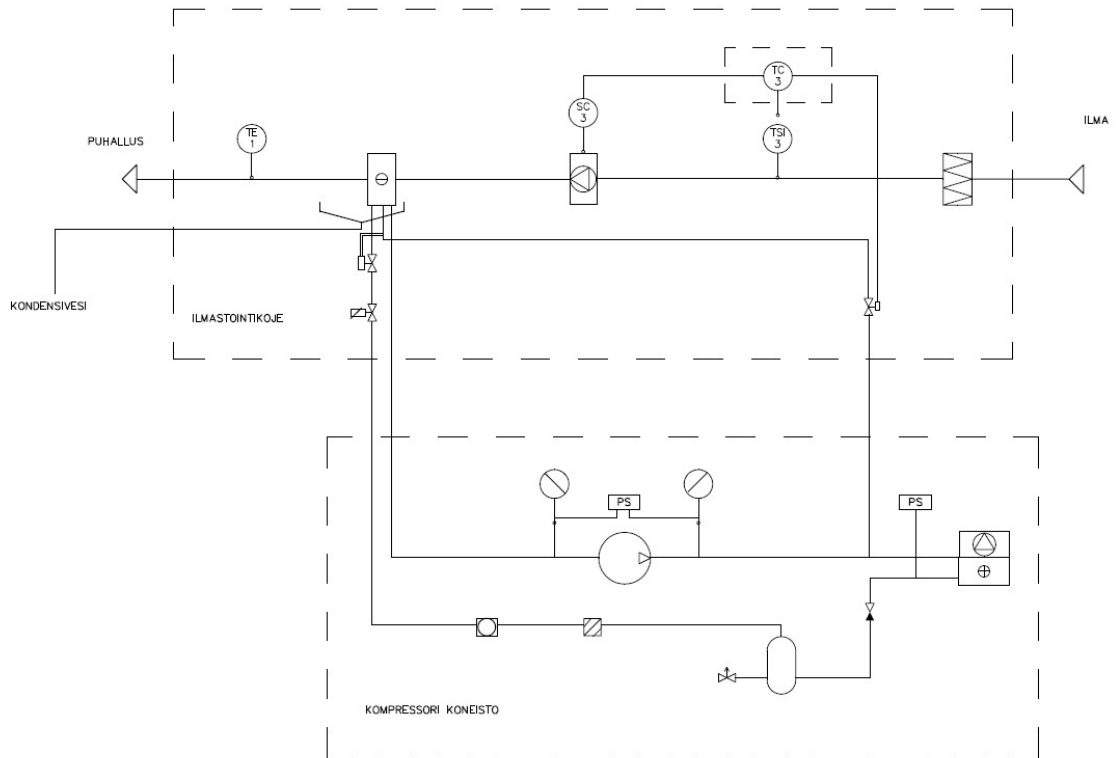 TC
3
SC
3
ILMA
PUHALLUS
TE
1
TSI
3
KONDENSIVESI
ILMASTOINTIKOJE
PS
PS
KOMPRESSORI KONEISTO